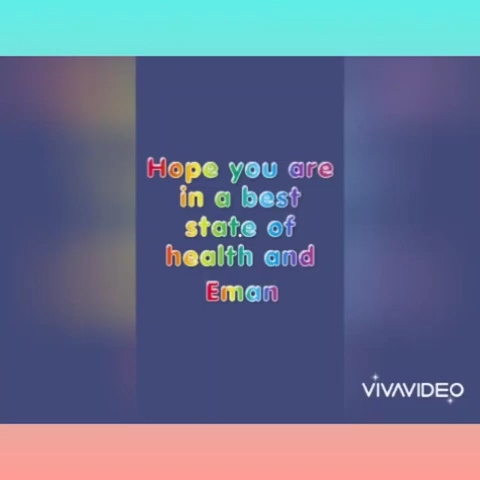 Hope you are
in a best
state of
health and
Eman
VIVAVIDEO